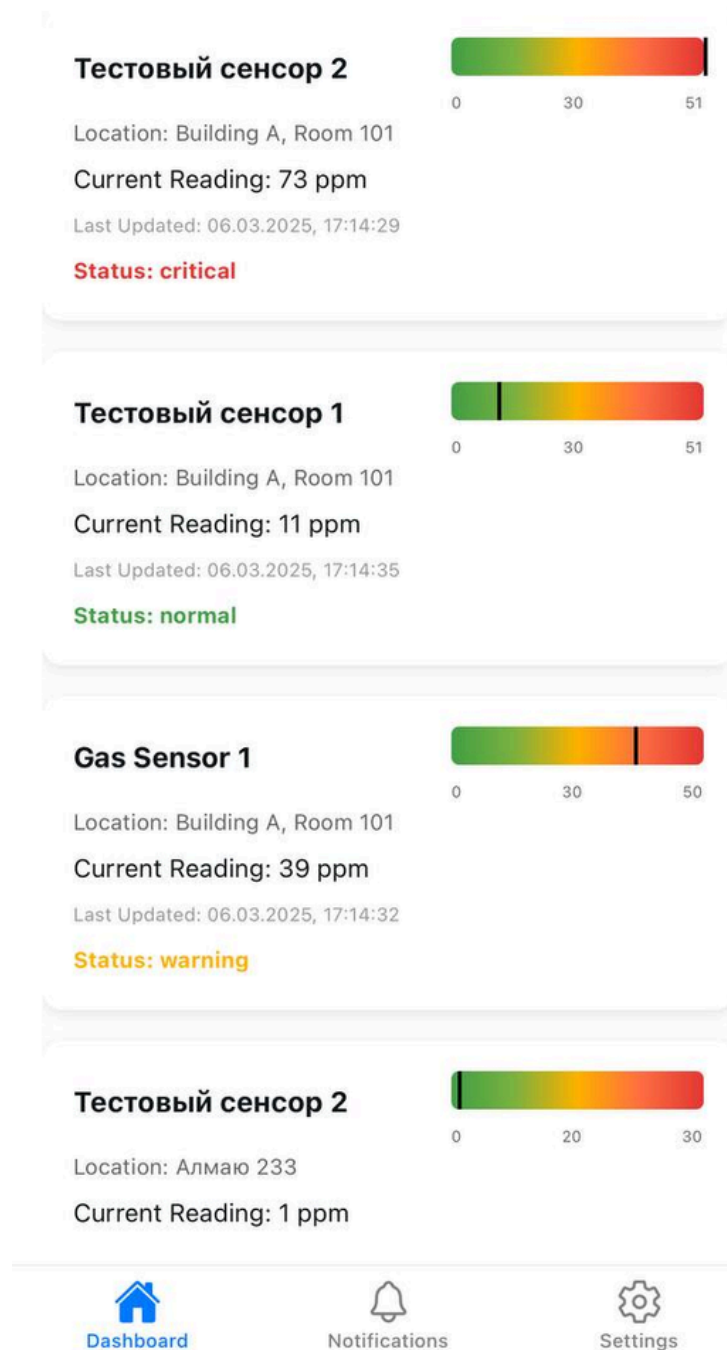 Тестовый сенсор 2
0 30 51
Location: Building A, Room 101
Current Reading: 73 ppm
Last Updated: 06.03.2025, 17:14:29
Status: critical
Тестовый сенсор 1
0 30 51
Location: Building A, Room 101
Current Reading: 11 ppm
Last Updated: 06.03.2025, 17:14:35
Status: normal
Gas Sensor 1
0 30 50
Location: Building A, Room 101
Current Reading: 39 ppm
Last Updated: 06.03.2025, 17:14:32
Status: warning
Тестовый сенсор 2
0 20 30
Location: Алмаю 233
Current Reading: 1 ppm
Dashboard Notifications Settings